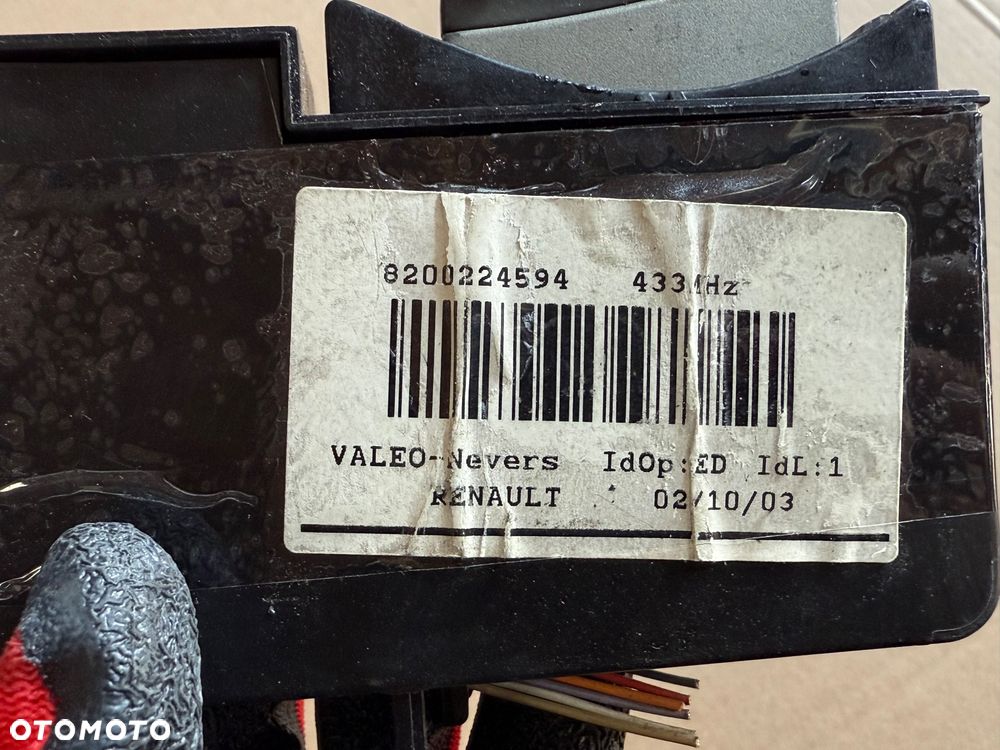 8200224594 433MHz
VALEO-Nevers IdOp:ED IdL:1
RENAULT 02/10/03
OTOMOTO